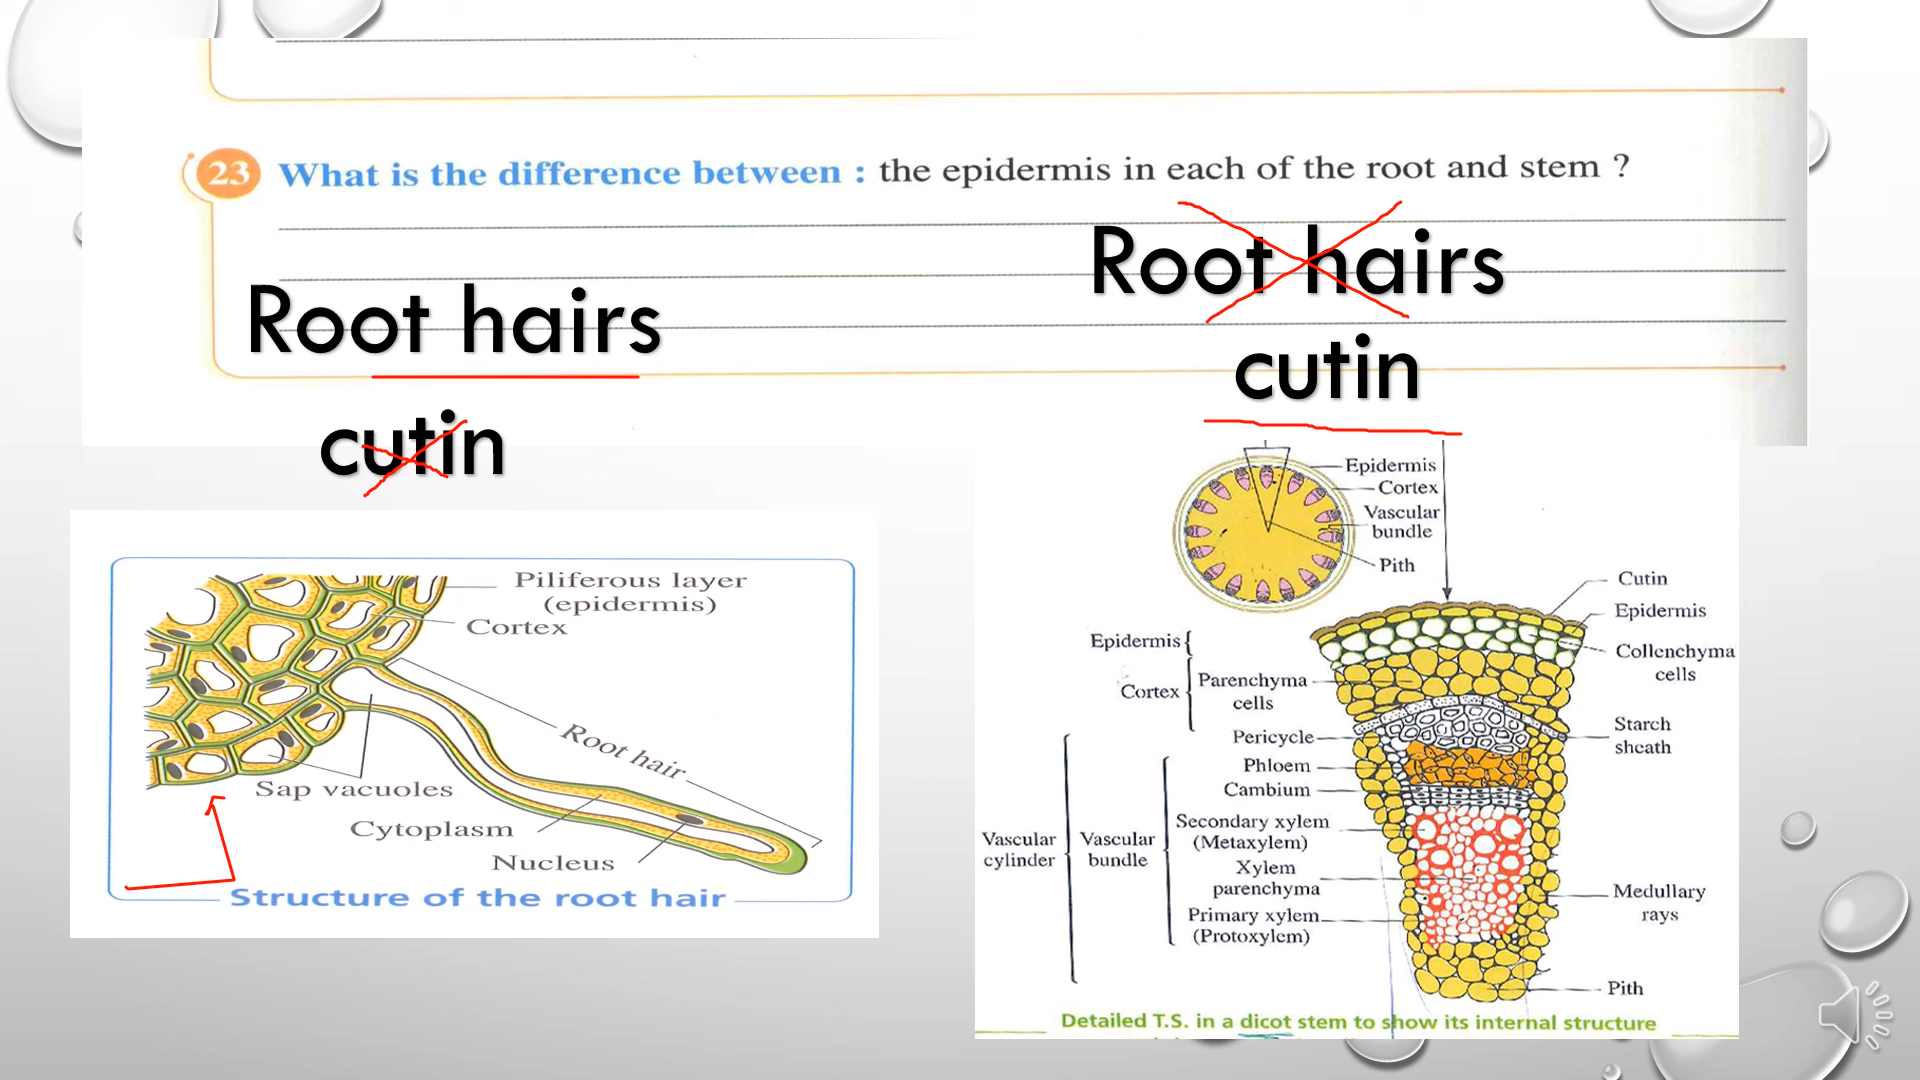 23 What is the difference between : the epidermis in each of the root and stem ?
Root hairs
cutin
Root hairs
cutin
Piliferous layer
(epidermis)
Cortex
Root hair
Sap vacuoles
Cytoplasm
Nucleus
Structure of the root hair
Epidermis
Cortex
Vascular
bundle
Pith
Cutin
Epidermis
Collenchyma
cells
Starch
sheath
Medullary
rays
Pith
Epidermis
Cortex
Parenchyma
cells
Pericycle
Phloem
Cambium
Secondary xylem
(Metaxylem)
Xylem
parenchyma
Primary xylem
(Protoxylem)
Vascular
cylinder
Vascular
bundle
Detailed T.S. in a dicot stem to show its internal structure